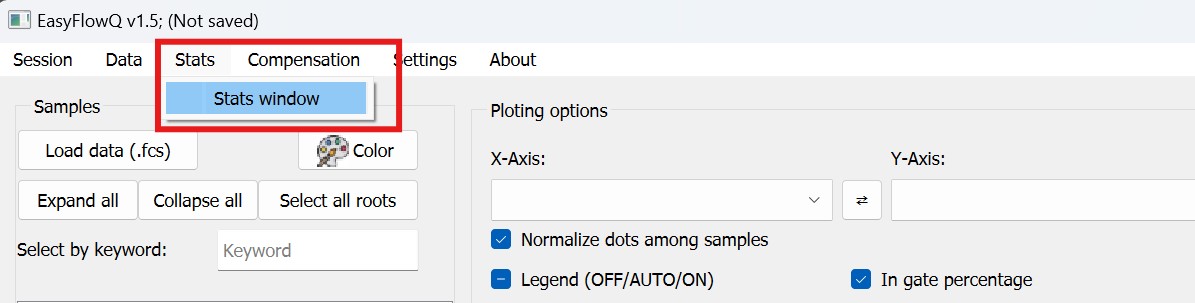 EasyFlowQ v1.5; (Not saved)
Session Data Stats Compensation Settings About
Stats window
Samples
Load data (.fcs)
Color
Expand all
Collapse all
Select all roots
Select by keyword:
Keyword
Ploting options
X-Axis:
Y-Axis:
Normalize dots among samples
Legend (OFF/AUTO/ON)
In gate percentage